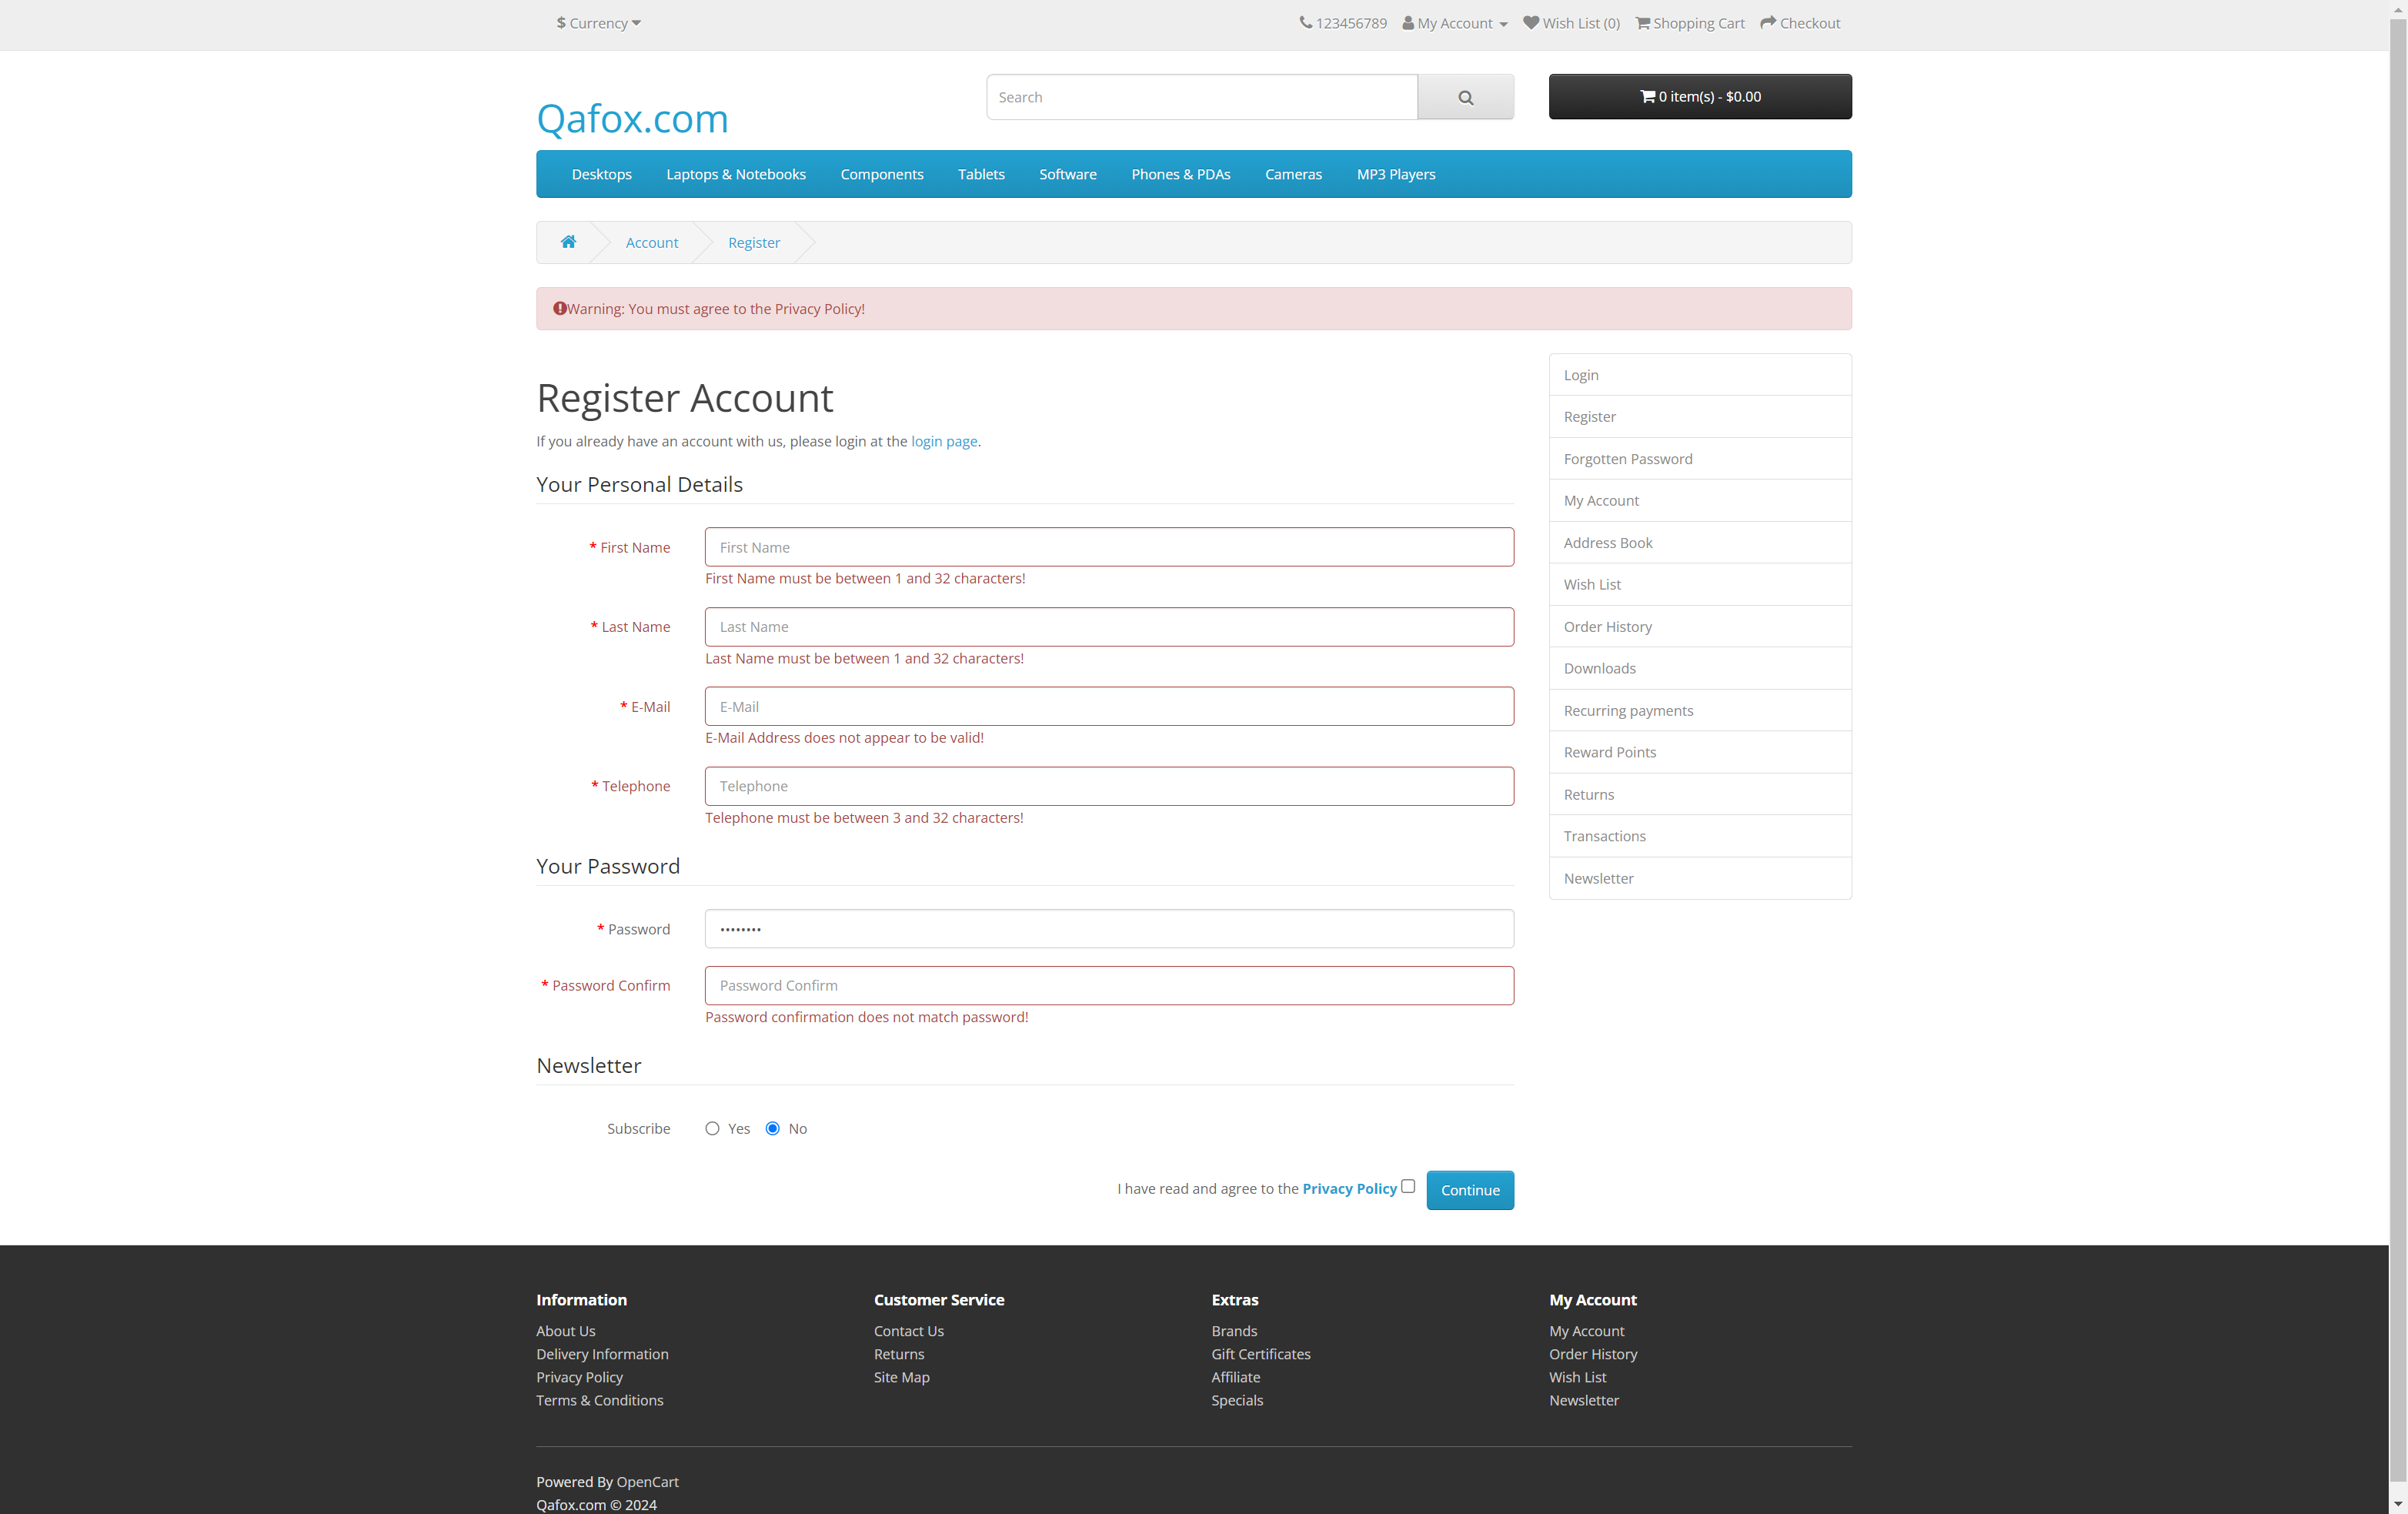 $ Currency
123456789 My Account Wish List (0) Shopping Cart Checkout
Qafox.com
Search
0 item(s) - $0.00
Desktops Laptops & Notebooks Components Tablets Software Phones & PDAs Cameras MP3 Players
Account Register
Warning: You must agree to the Privacy Policy!
Register Account
If you already have an account with us, please login at the login page.
Your Personal Details
* First Name First Name
First Name must be between 1 and 32 characters!
* Last Name Last Name
Last Name must be between 1 and 32 characters!
* E-Mail E-Mail
E-Mail Address does not appear to be valid!
* Telephone Telephone
Telephone must be between 3 and 32 characters!
Your Password
* Password ••••••••
* Password Confirm Password Confirm
Password confirmation does not match password!
Newsletter
Subscribe Yes No
I have read and agree to the Privacy Policy Continue
Login
Register
Forgotten Password
My Account
Address Book
Wish List
Order History
Downloads
Recurring payments
Reward Points
Returns
Transactions
Newsletter
Information
About Us
Delivery Information
Privacy Policy
Terms & Conditions
Customer Service
Contact Us
Returns
Site Map
Extras
Brands
Gift Certificates
Affiliate
Specials
My Account
My Account
Order History
Wish List
Newsletter
Powered By OpenCart
Qafox.com © 2024